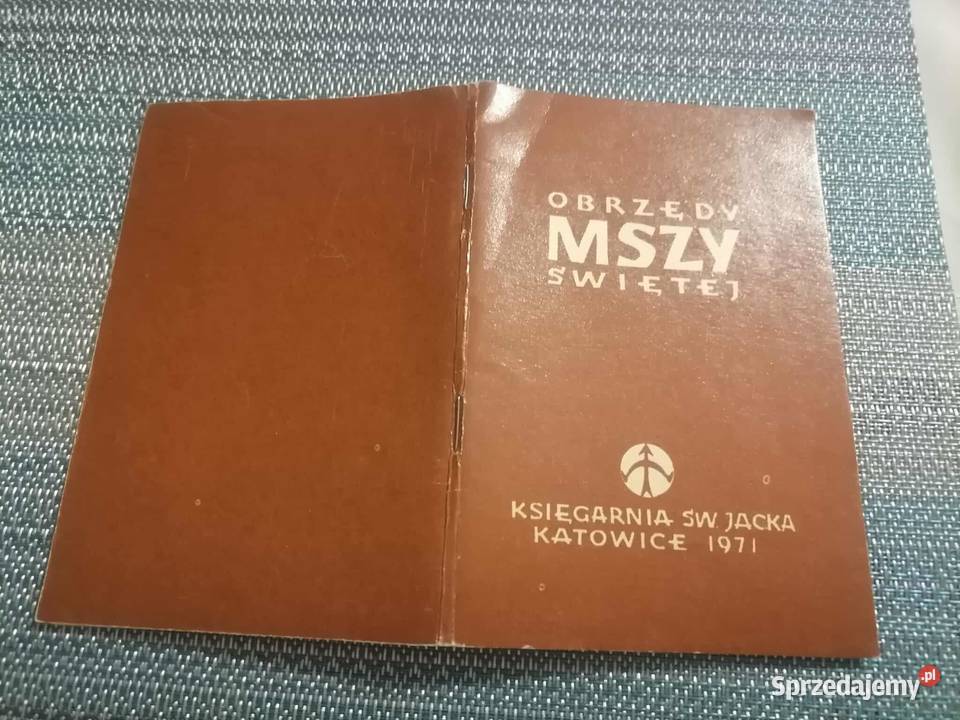 OBRZĘDY
MSZY
ŚWIĘTEJ
KSIĘGARNIA ŚW. JACKA
KATOWICE 1971
Sprzedajemy.pl